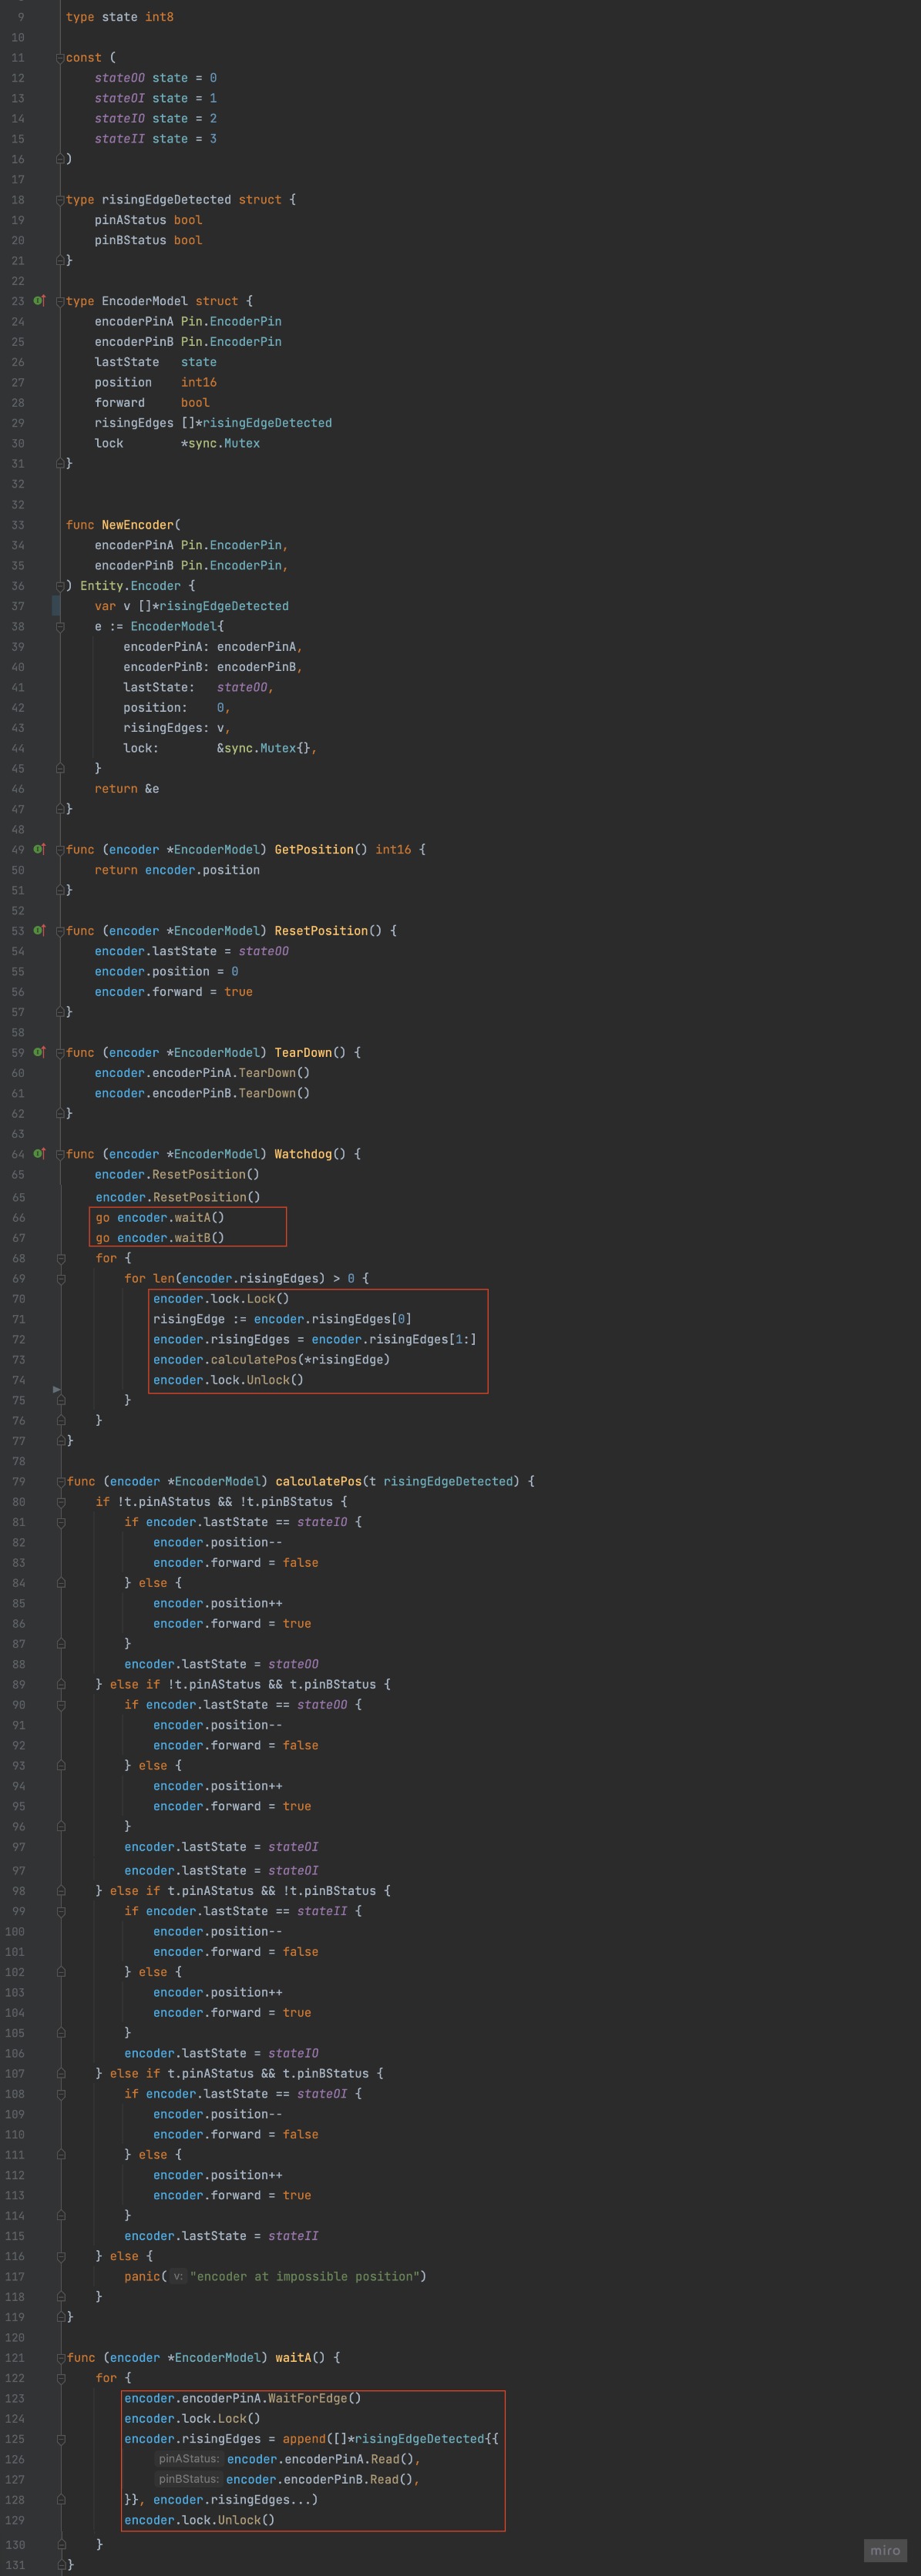 9 type state int8
10
11 const (
12 state00 state = 0
13 state0I state = 1
14 stateI0 state = 2
15 stateII state = 3
16 )
17
18 type risingEdgeDetected struct {
19 pinAStatus bool
20 pinBStatus bool
21 }
22
23 type EncoderModel struct {
24 encoderPinA Pin.EncoderPin
25 encoderPinB Pin.EncoderPin
26 lastState state
27 position int16
28 forward bool
29 risingEdges []*risingEdgeDetected
30 lock *sync.Mutex
31 }
32
32
33 func NewEncoder(
34 encoderPinA Pin.EncoderPin,
35 encoderPinB Pin.EncoderPin,
36 ) Entity.Encoder {
37 var v []*risingEdgeDetected
38 e := EncoderModel{
39 encoderPinA: encoderPinA,
40 encoderPinB: encoderPinB,
41 lastState: state00,
42 position: 0,
43 risingEdges: v,
44 lock: &sync.Mutex{},
45 }
46 return &e
47 }
48
49 func (encoder *EncoderModel) GetPosition() int16 {
50 return encoder.position
51 }
52
53 func (encoder *EncoderModel) ResetPosition() {
54 encoder.lastState = state00
55 encoder.position = 0
56 encoder.forward = true
57 }
58
59 func (encoder *EncoderModel) TearDown() {
60 encoder.encoderPinA.TearDown()
61 encoder.encoderPinB.TearDown()
62 }
63
64 func (encoder *EncoderModel) Watchdog() {
65 encoder.ResetPosition()
65 encoder.ResetPosition()
66 go encoder.waitA()
67 go encoder.waitB()
68 for {
69 for len(encoder.risingEdges) > 0 {
70 encoder.lock.Lock()
71 risingEdge := encoder.risingEdges[0]
72 encoder.risingEdges = encoder.risingEdges[1:]
73 encoder.calculatePos(*risingEdge)
74 encoder.lock.Unlock()
75 }
76 }
77 }
78
79 func (encoder *EncoderModel) calculatePos(t risingEdgeDetected) {
80 if !t.pinAStatus && !t.pinBStatus {
81 if encoder.lastState == stateI0 {
82 encoder.position--
83 encoder.forward = false
84 } else {
85 encoder.position++
86 encoder.forward = true
87 }
88 encoder.lastState = state00
89 } else if !t.pinAStatus && t.pinBStatus {
90 if encoder.lastState == state00 {
91 encoder.position--
92 encoder.forward = false
93 } else {
94 encoder.position++
95 encoder.forward = true
96 }
97 encoder.lastState = state0I
97 encoder.lastState = state0I
98 } else if t.pinAStatus && !t.pinBStatus {
99 if encoder.lastState == stateII {
100 encoder.position--
101 encoder.forward = false
102 } else {
103 encoder.position++
104 encoder.forward = true
105 }
106 encoder.lastState = stateI0
107 } else if t.pinAStatus && t.pinBStatus {
108 if encoder.lastState == state0I {
109 encoder.position--
110 encoder.forward = false
111 } else {
112 encoder.position++
113 encoder.forward = true
114 }
115 encoder.lastState = stateII
116 } else {
117 panic( v: "encoder at impossible position")
118 }
119 }
120
121 func (encoder *EncoderModel) waitA() {
122 for {
123 encoder.encoderPinA.WaitForEdge()
124 encoder.lock.Lock()
125 encoder.risingEdges = append([]*risingEdgeDetected{{
126 pinAStatus: encoder.encoderPinA.Read(),
127 pinBStatus: encoder.encoderPinB.Read(),
128 }}, encoder.risingEdges...)
129 encoder.lock.Unlock()
130 }
131 }
miro